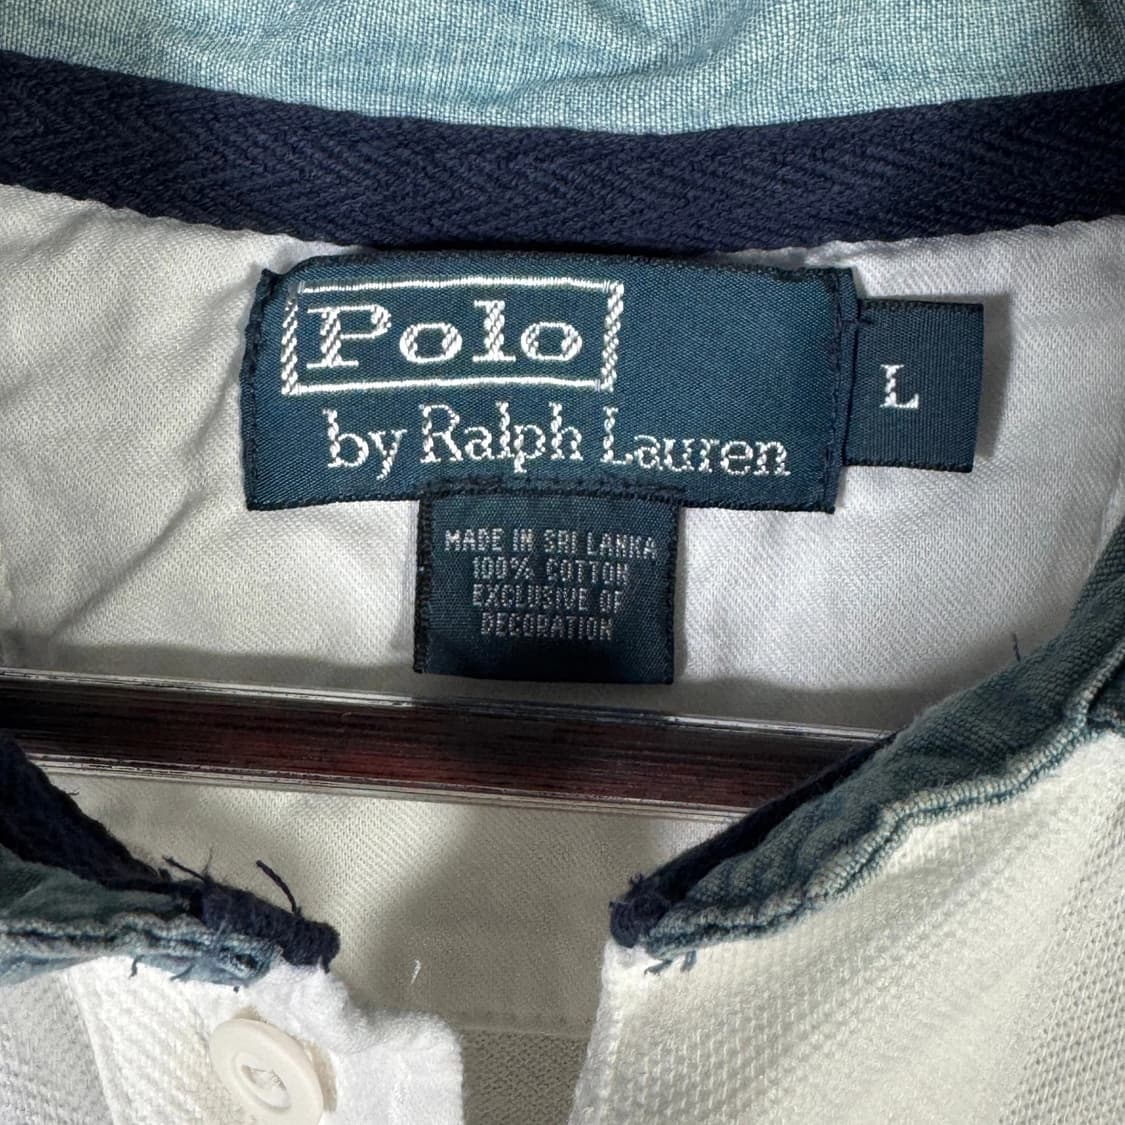 Polo
by Ralph Lauren
L
MADE IN SRI LANKA
100% COTTON
EXCLUSIVE OF
DECORATION